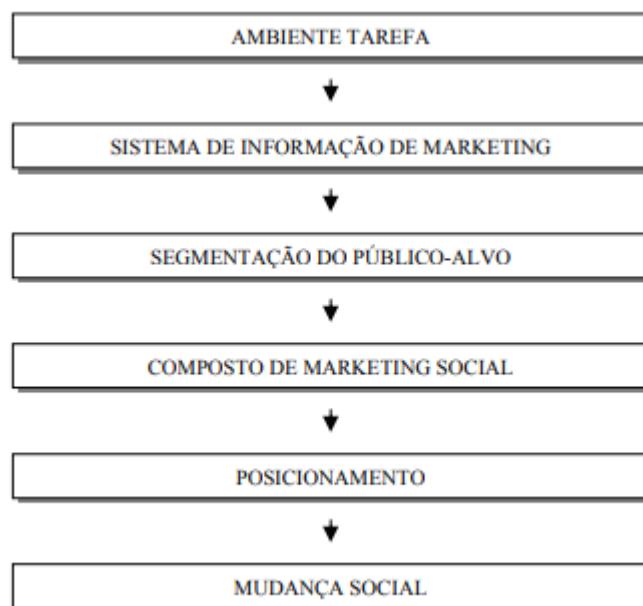 AMBIENTE TAREFA
SISTEMA DE INFORMAÇÃO DE MARKETING
SEGMENTAÇÃO DO PÚBLICO-ALVO
COMPOSTO DE MARKETING SOCIAL
POSICIONAMENTO
MUDANÇA SOCIAL